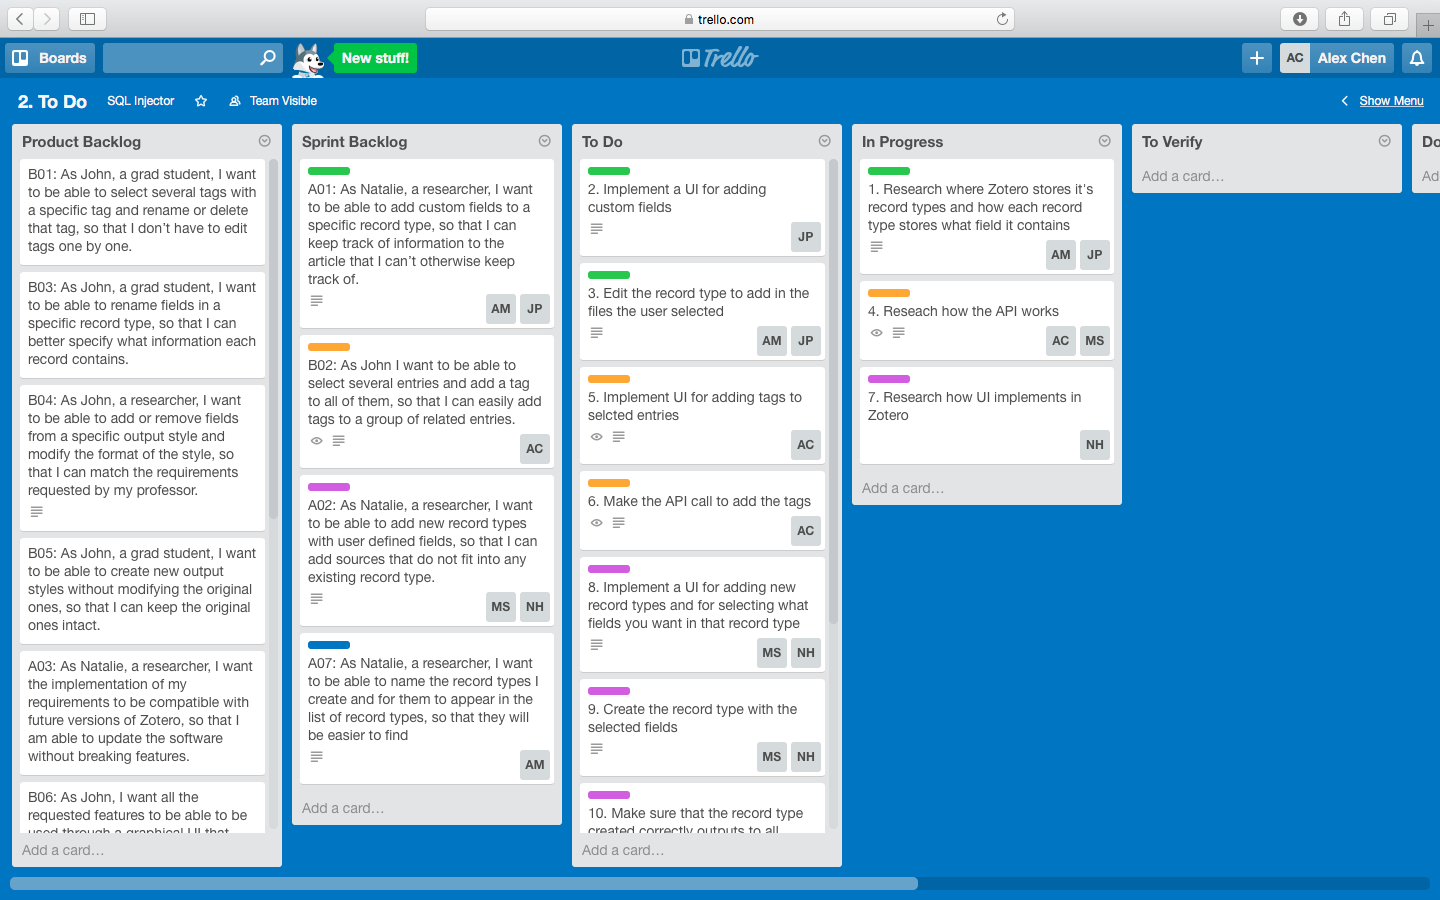 trello.com
Boards
New stuff!
Trello
AC Alex Chen
2. To Do
SQL Injector
Team Visible
Show Menu
Product Backlog
B01: As John, a grad student, I want
to be able to select several tags with
a specific tag and rename or delete
that tag, so that I don’t have to edit
tags one by one.
B03: As John, a grad student, I want
to be able to rename fields in a
specific record type, so that I can
better specify what information each
record contains.
B04: As John, a researcher, I want
to be able to add or remove fields
from a specific output style and
modify the format of the style, so
that I can match the requirements
requested by my professor.
B05: As John, a grad student, I want
to be able to create new output
styles without modifying the original
ones, so that I can keep the original
ones intact.
A03: As Natalie, a researcher, I want
the implementation of my
requirements to be compatible with
future versions of Zotero, so that I
am able to update the software
without breaking features.
B06: As John, I want all the
requested features to be able to be
used through a graphical UI that
Add a card…
Sprint Backlog
A01: As Natalie, a researcher, I want
to be able to add custom fields to a
specific record type, so that I can
keep track of information to the
article that I can’t otherwise keep
track of.
AM JP
B02: As John I want to be able to
select several entries and add a tag
to all of them, so that I can easily add
tags to a group of related entries.
AC
A02: As Natalie, a researcher, I want
to be able to add new record types
with user defined fields, so that I can
add sources that do not fit into any
existing record type.
MS NH
A07: As Natalie, a researcher, I want
to be able to name the record types I
create and for them to appear in the
list of record types, so that they will
be easier to find
AM
Add a card…
To Do
2. Implement a UI for adding
custom fields
JP
3. Edit the record type to add in the
files the user selected
AM JP
5. Implement UI for adding tags to
selcted entries
AC
6. Make the API call to add the tags
AC
8. Implement a UI for adding new
record types and for selecting what
fields you want in that record type
MS NH
9. Create the record type with the
selected fields
MS NH
10. Make sure that the record type
created correctly outputs to all
Add a card…
In Progress
1. Research where Zotero stores it's
record types and how each record
type stores what field it contains
AM JP
4. Reseach how the API works
AC MS
7. Research how UI implements in
Zotero
NH
Add a card…
To Verify
Add a card…
Do
Ad